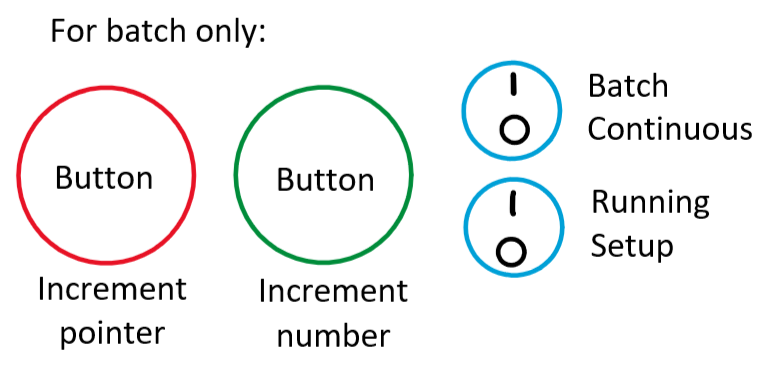 For batch only:
Button
Increment
pointer
Button
Increment
number
I
O
Batch
Continuous
I
O
Running
Setup